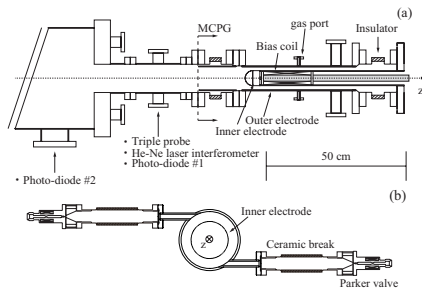 (a)
MCPG
gas port
Bias coil
Insulator
z
Outer electrode
Inner electrode
・Triple probe
・He-Ne laser interferometer
・Photo-diode #1
・Photo-diode #2
50 cm
(b)
Inner electrode
z
Ceramic break
Parker valve